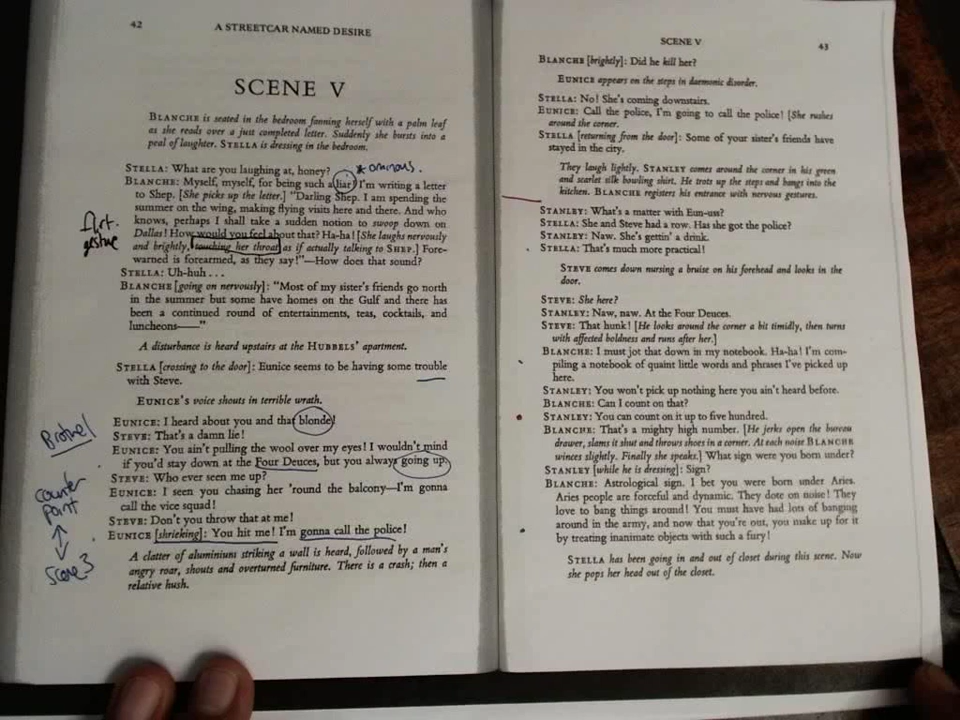 42
A STREETCAR NAMED DESIRE
SCENE V
BLANCHE is seated in the bedroom fanning herself with a palm leaf
as she reads over a just completed letter. Suddenly she bursts into a
peal of laughter. STELLA is dressing in the bedroom.
STELLA: What are you laughing at, honey? * ominous.
BLANCHE: Myself, myself, for being such a liar! I'm writing a letter
to Shep. [She picks up the letter.] "Darling Shep. I am spending the
summer on the wing, making flying visits here and there. And who
knows, perhaps I shall take a sudden notion to swoop down on
Dallas! How would you feel about that? Ha-ha! [She laughs nervously
and brightly, touching her throat as if actually talking to SHEP.] Fore-
warned is forearmed, as they say!"—How does that sound?
flirt.
gesture
STELLA: Uh-huh . . .
BLANCHE [going on nervously]: "Most of my sister's friends go north
in the summer but some have homes on the Gulf and there has
been a continued round of entertainments, teas, cocktails, and
luncheons——"
A disturbance is heard upstairs at the HUBBELS' apartment.
STELLA [crossing to the door]: Eunice seems to be having some trouble
with Steve.
EUNICE'S voice shouts in terrible wrath.
EUNICE: I heard about you and that blonde!
STEVE: That's a damn lie!
EUNICE: You ain't pulling the wool over my eyes! I wouldn't mind
if you'd stay down at the Four Deuces, but you always going up.
STEVE: Who ever seen me up?
EUNICE: I seen you chasing her 'round the balcony—I'm gonna
call the vice squad!
STEVE: Don't you throw that at me!
EUNICE [shrieking]: You hit me! I'm gonna call the police!
A clatter of aluminium striking a wall is heard, followed by a man's
angry roar, shouts and overturned furniture. There is a crash; then a
relative hush.
Brothel
counter
point
scene 3
SCENE V
43
BLANCHE [brightly]: Did he kill her?
EUNICE appears on the steps in daemonic disorder.
STELLA: No! She's coming downstairs.
EUNICE: Call the police, I'm going to call the police! [She rushes
around the corner.
STELLA [returning from the door]: Some of your sister's friends have
stayed in the city.
They laugh lightly. STANLEY comes around the corner in his green
and scarlet silk bowling shirt. He trots up the steps and bangs into the
kitchen. BLANCHE registers his entrance with nervous gestures.
STANLEY: What's a matter with Eun-uss?
STELLA: She and Steve had a row. Has she got the police?
STANLEY: Naw. She's gettin' a drink.
STELLA: That's much more practical!
STEVE comes down nursing a bruise on his forehead and looks in the
door.
STEVE: She here?
STANLEY: Naw, naw. At the Four Deuces.
STEVE: That hunk! [He looks around the corner a bit timidly, then turns
with affected boldness and runs after her.]
BLANCHE: I must jot that down in my notebook. Ha-ha! I'm com-
piling a notebook of quaint little words and phrases I've picked up
here.
STANLEY: You won't pick up nothing here you ain't heard before.
BLANCHE: Can I count on that?
STANLEY: You can count on it up to five hundred.
BLANCHE: That's a mighty high number. [He jerks open the bureau
drawer, slams it shut and throws shoes in a corner. At each noise BLANCHE
winces slightly. Finally she speaks.] What sign were you born under?
STANLEY [while he is dressing]: Sign?
BLANCHE: Astrological sign. I bet you were born under Aries.
Aries people are forceful and dynamic. They dote on noise! They
love to bang things around! You must have had lots of banging
around in the army, and now that you're out, you make up for it
by treating inanimate objects with such a fury!
STELLA has been going in and out of closet during this scene. Now
she pops her head out of the closet.